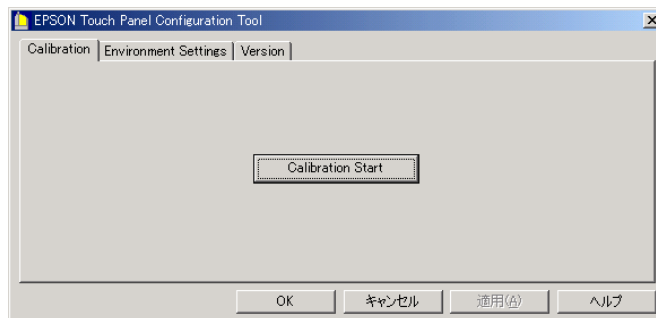 EPSON Touch Panel Configuration Tool
Calibration Environment Settings Version
Calibration Start
OK キャンセル 適用(A) ヘルプ